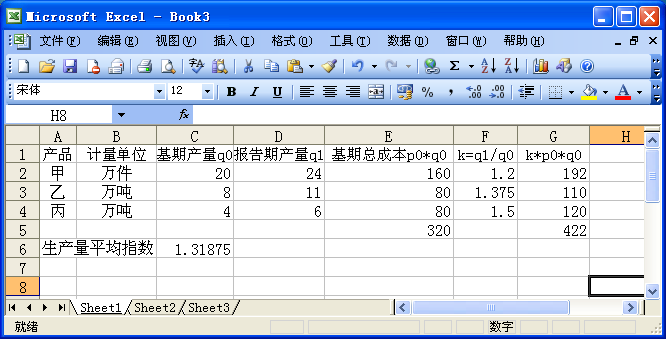 Microsoft Excel - Book3
文件(F) 编辑(E) 视图(V) 插入(I) 格式(O) 工具(T) 数据(D) 窗口(W) 帮助(H)
宋体 12 B I U % ,
H8 fx
A B C D E F G H
1 产品 计量单位 基期产量q0 报告期产量q1 基期总成本p0*q0 k=q1/q0 k*p0*q0
2 甲 万件 20 24 160 1.2 192
3 乙 万吨 8 11 80 1.375 110
4 丙 万吨 4 6 80 1.5 120
5 320 422
6 生产量平均指数 1.31875
7
8
Sheet1 Sheet2 Sheet3
就绪 数字